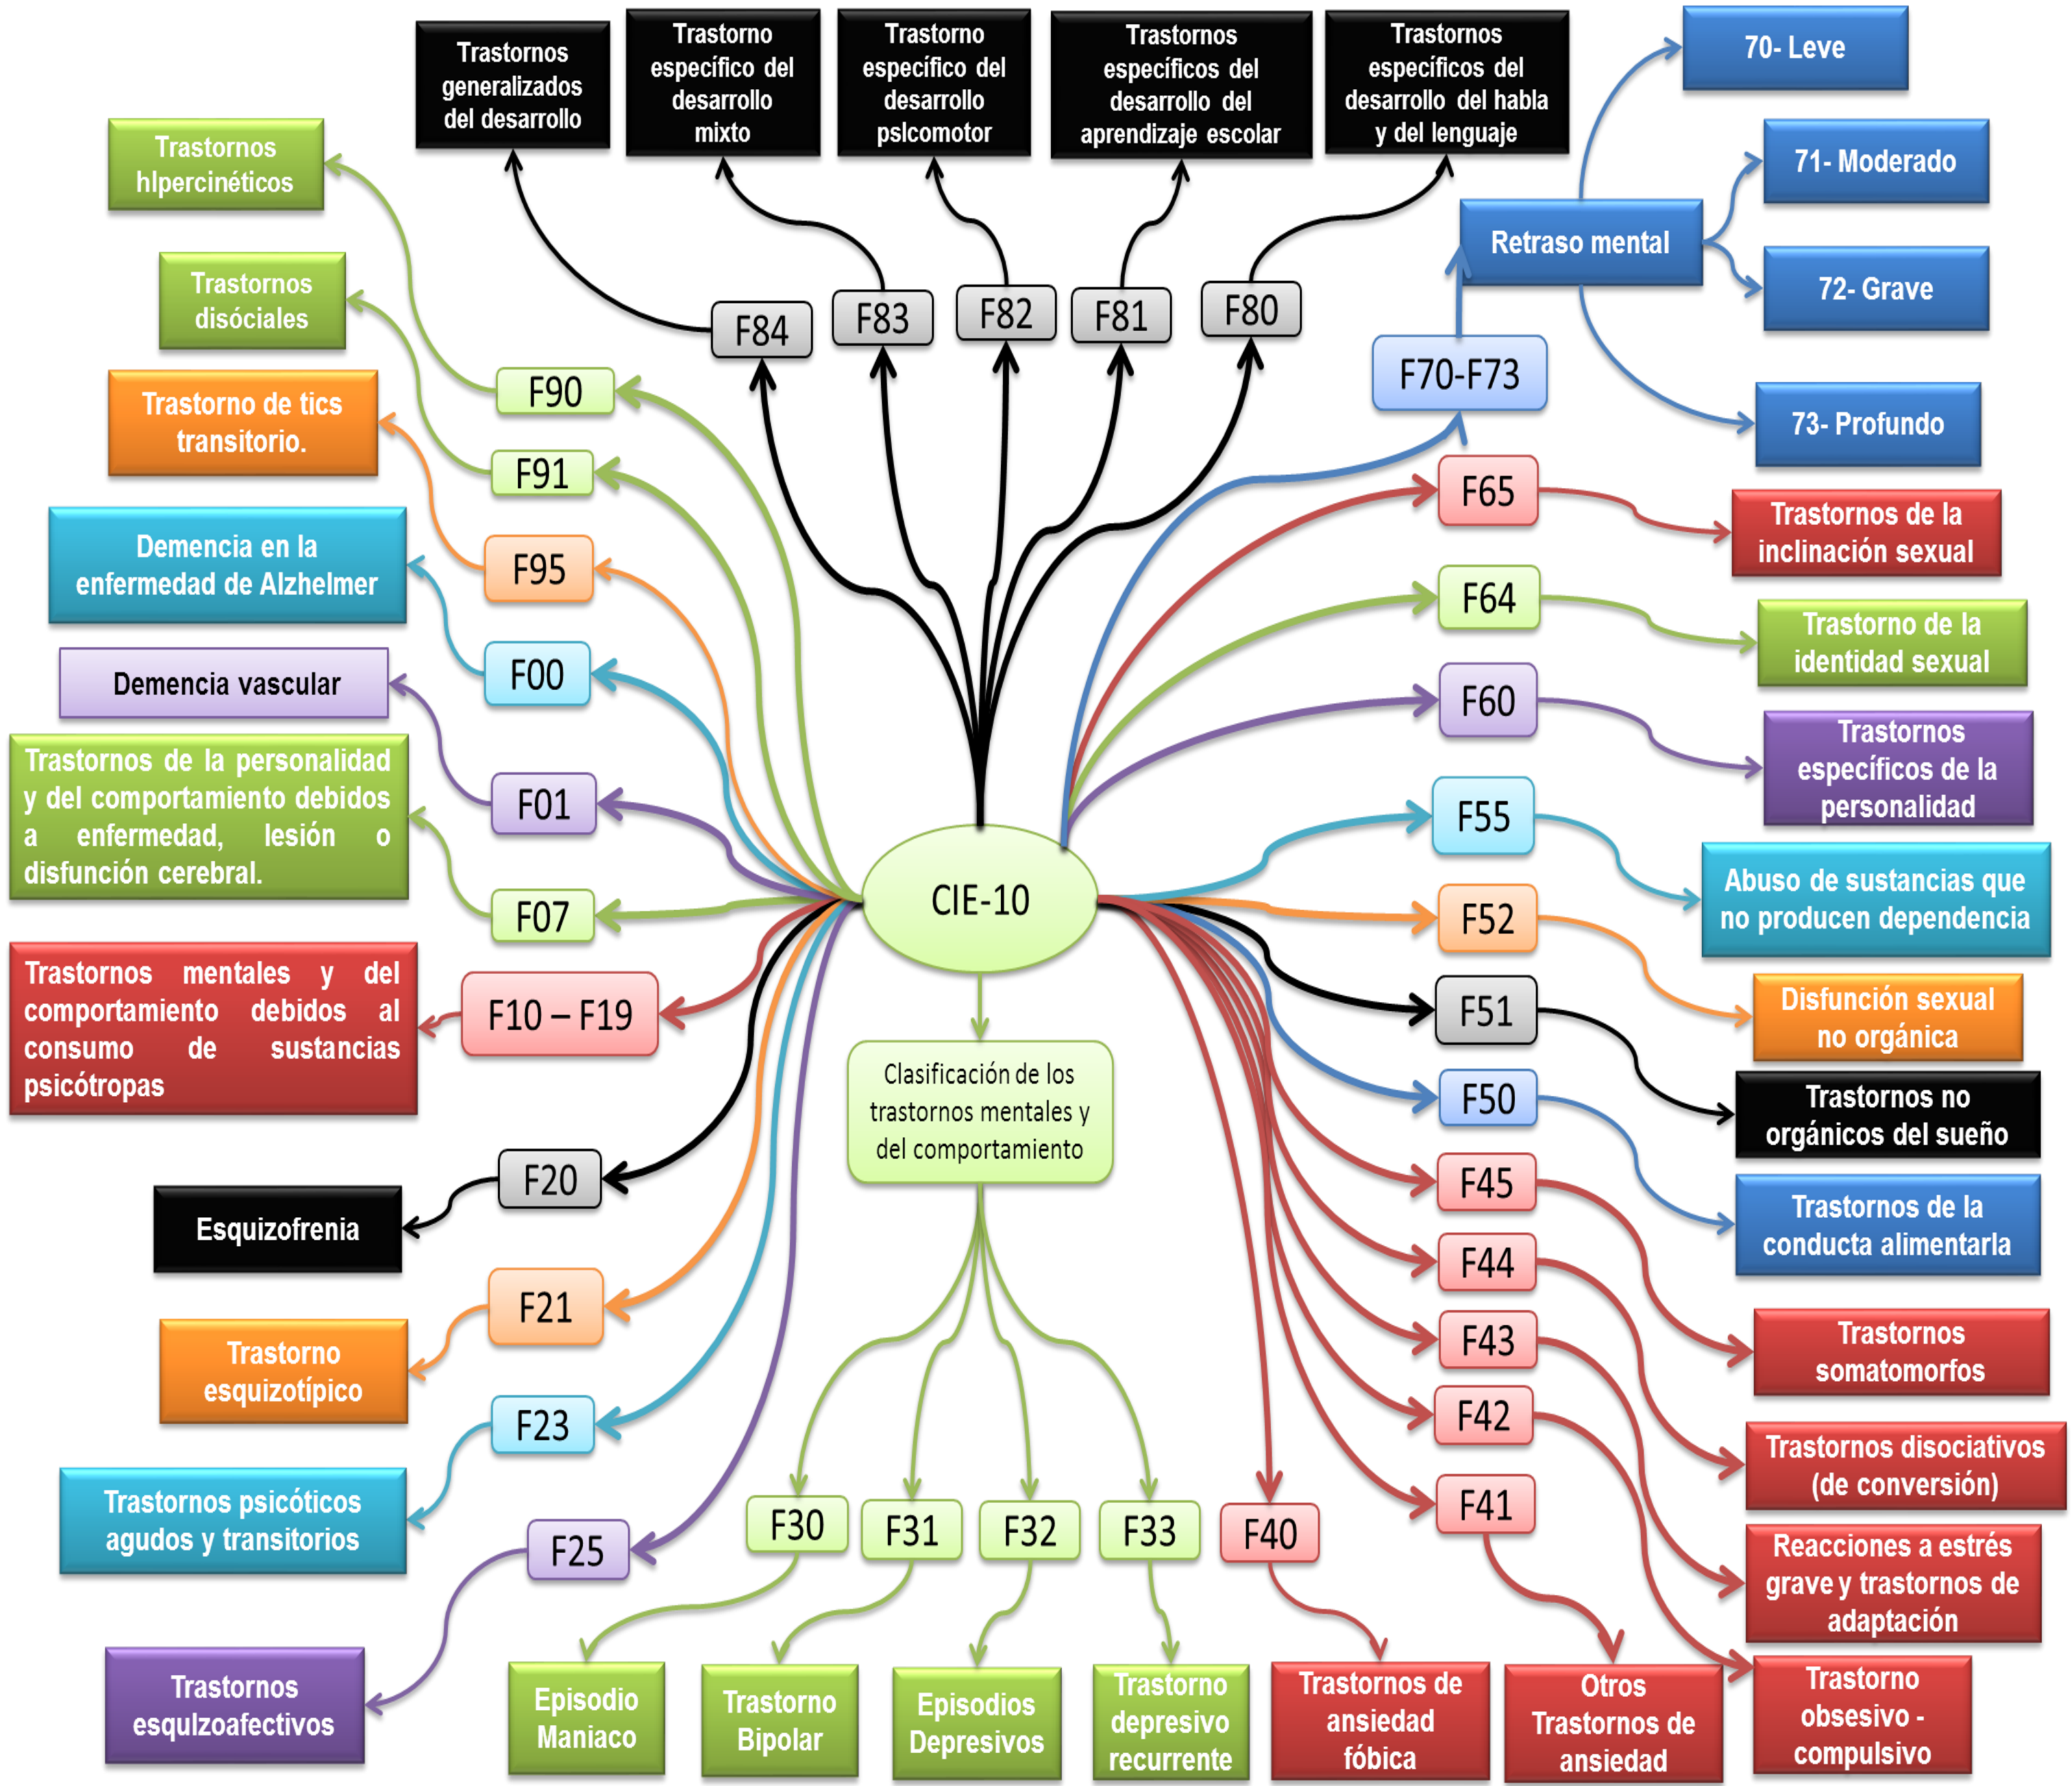 Trastornos
generalizados
del desarrollo
Trastorno
específico del
desarrollo
mixto
Trastorno
específico del
desarrollo
pslcomotor
Trastornos
específicos del
desarrollo del
aprendizaje escolar
Trastornos
específicos del
desarrollo del habla
y del lenguaje
70- Leve
71- Moderado
Retraso mental
72- Grave
73- Profundo
F84
F83
F82
F81
F80
F70-F73
Trastornos
hlpercinéticos
F90
Trastornos
disóciales
F91
Trastorno de tics
transitorio.
F95
Demencia en la
enfermedad de Alzhelmer
F00
Demencia vascular
F01
Trastornos de la personalidad
y del comportamiento debidos
a enfermedad, lesión o
disfunción cerebral.
F07
Trastornos mentales y del
comportamiento debidos al
consumo de sustancias
psicótropas
F10 – F19
Esquizofrenia
F20
Trastorno
esquizotípico
F21
Trastornos psicóticos
agudos y transitorios
F23
Trastornos
esqulzoafectivos
F25
CIE-10
Clasificación de los
trastornos mentales y
del comportamiento
F30
F31
F32
F33
F40
Episodio
Maniaco
Trastorno
Bipolar
Episodios
Depresivos
Trastorno
depresivo
recurrente
Trastornos de
ansiedad
fóbica
F65
Trastornos de la
inclinación sexual
F64
Trastorno de la
identidad sexual
F60
Trastornos
específicos de la
personalidad
F55
Abuso de sustancias que
no producen dependencia
F52
Disfunción sexual
no orgánica
F51
Trastornos no
orgánicos del sueño
F50
Trastornos de la
conducta alimentarla
F45
Trastornos
somatomorfos
F44
Trastornos disociativos
(de conversión)
F43
Reacciones a estrés
grave y trastornos de
adaptación
F42
Trastorno
obsesivo -
compulsivo
F41
Otros
Trastornos de
ansiedad